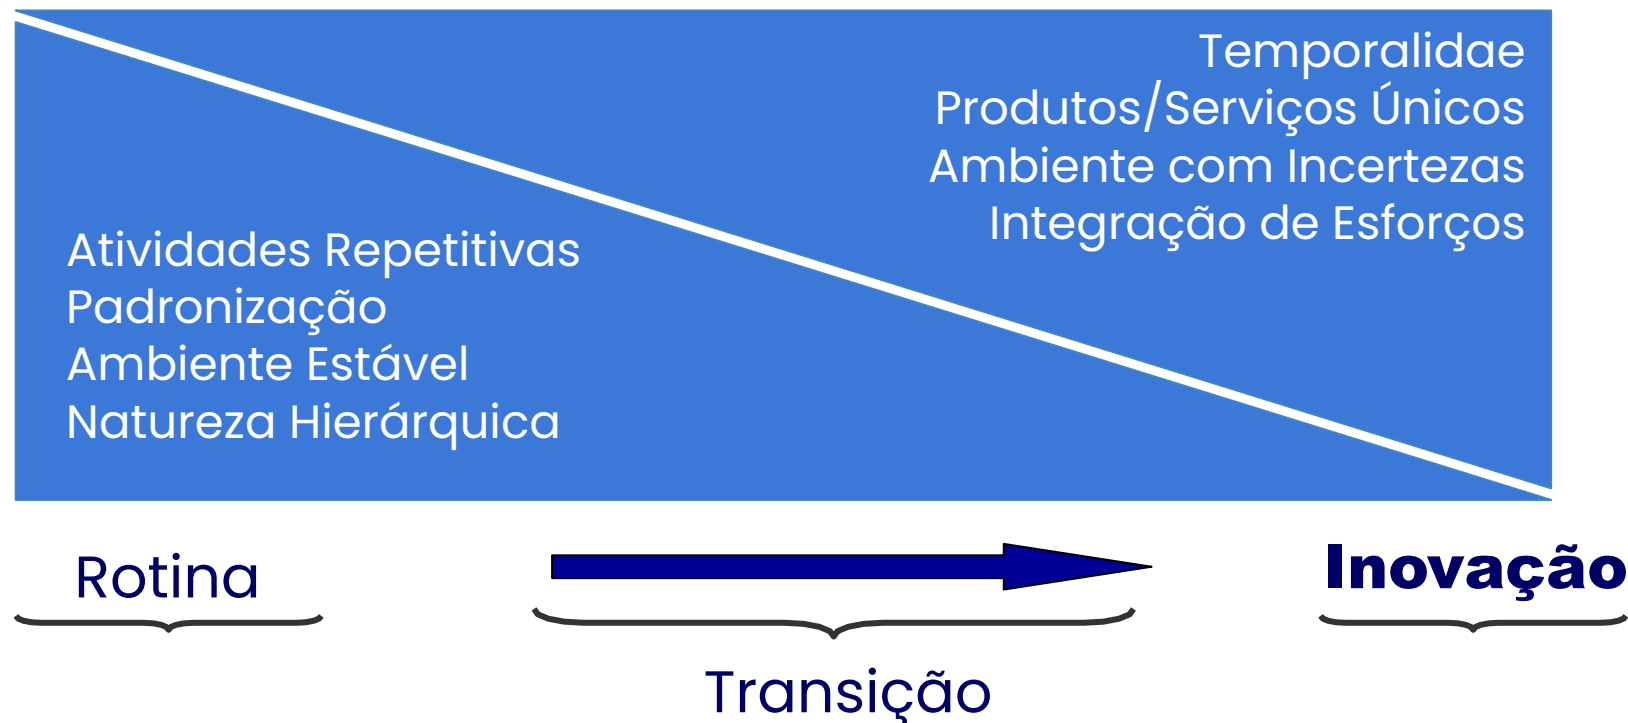 Temporalidae
Produtos/Serviços Únicos
Ambiente com Incertezas
Integração de Esforços
Atividades Repetitivas
Padronização
Ambiente Estável
Natureza Hierárquica
Rotina
Inovação
Transição